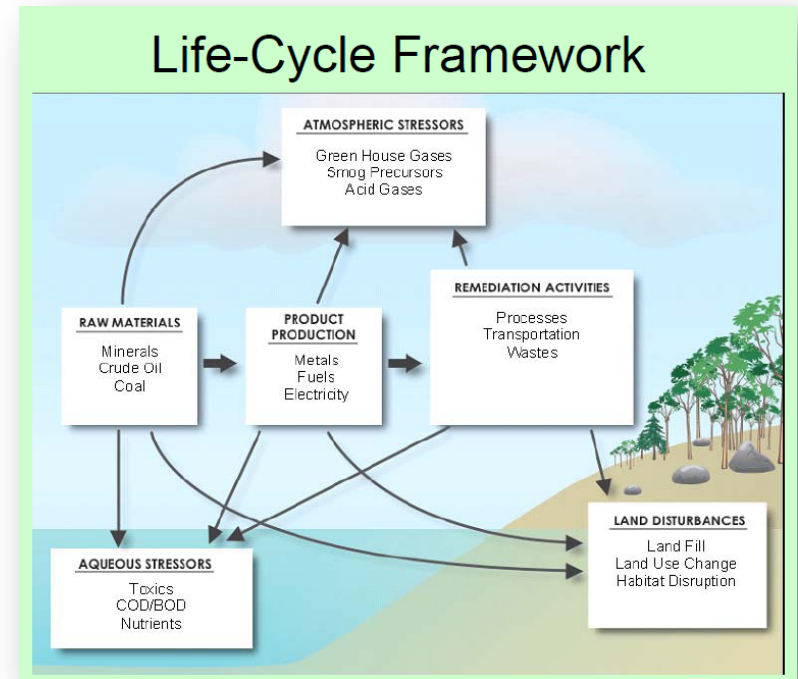 Life-Cycle Framework
ATMOSPHERIC STRESSORS
Green House Gases
Smog Precursors
Acid Gases
RAW MATERIALS
Minerals
Crude Oil
Coal
PRODUCT
PRODUCTION
Metals
Fuels
Electricity
REMEDIATION ACTIVITIES
Processes
Transportation
Wastes
AQUEOUS STRESSORS
Toxics
COD/BOD
Nutrients
LAND DISTURBANCES
Land Fill
Land Use Change
Habitat Disruption